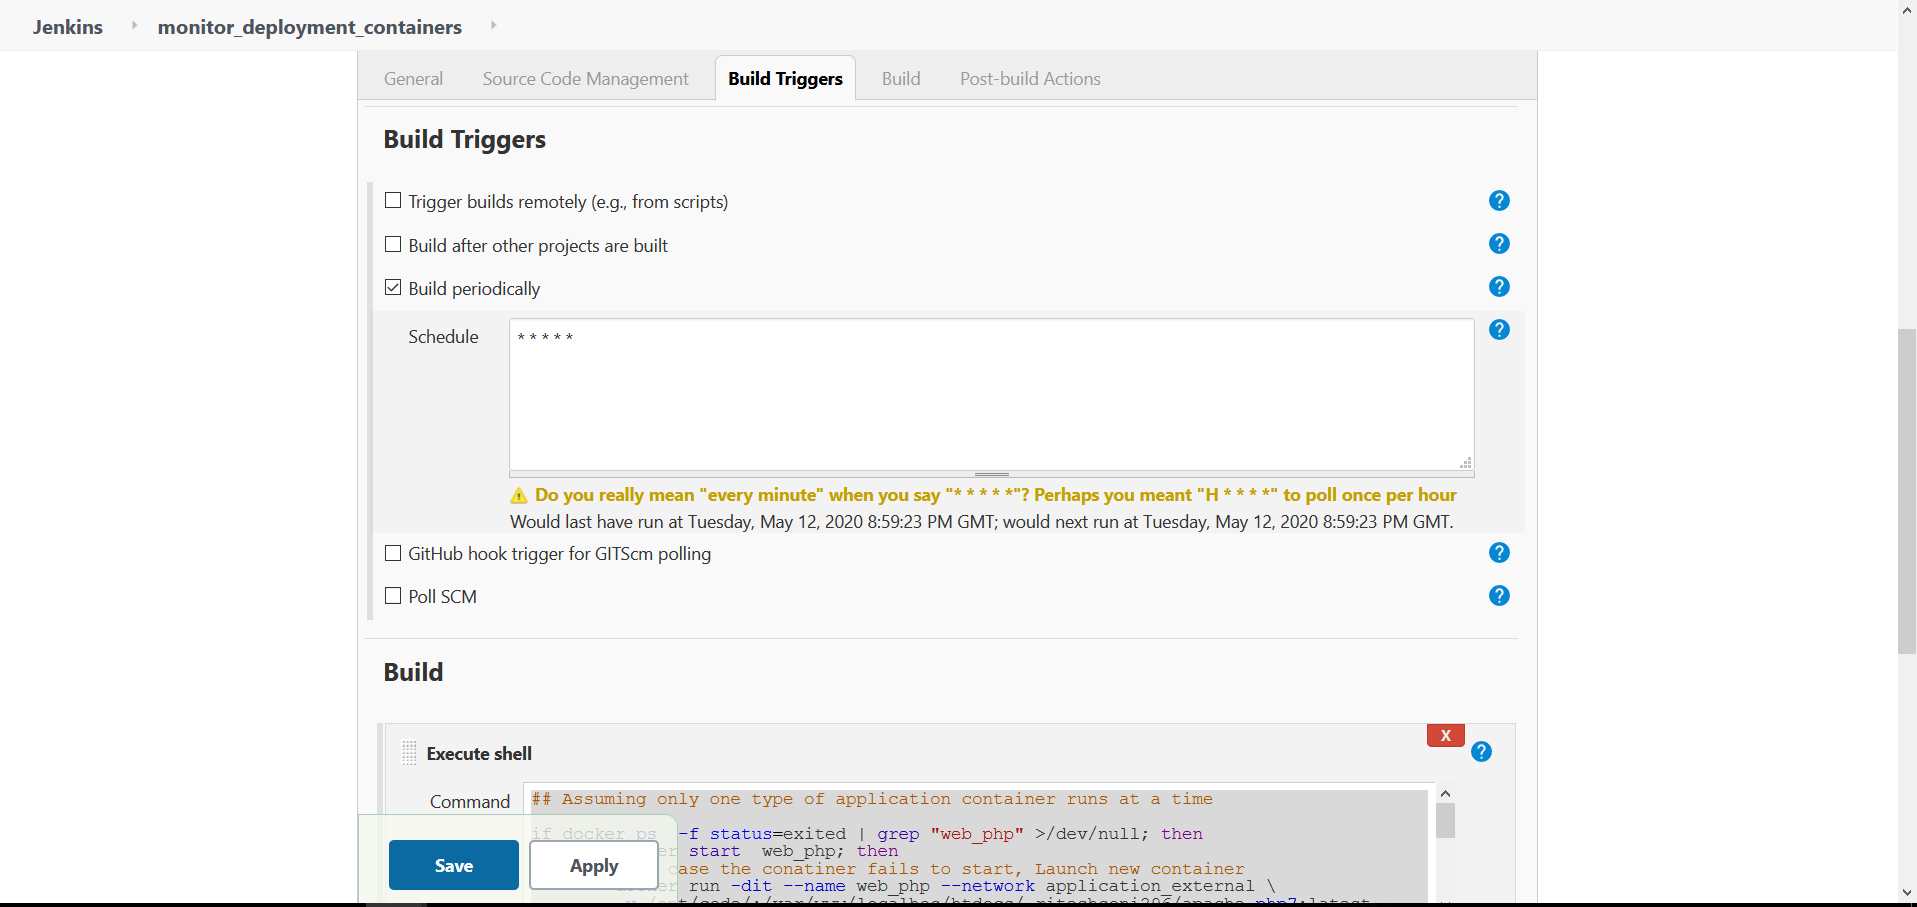 Jenkins monitor_deployment_containers
General Source Code Management Build Triggers Build Post-build Actions
Build Triggers
Trigger builds remotely (e.g., from scripts) ?
Build after other projects are built ?
Build periodically ?
Schedule * * * * * ?
Do you really mean "every minute" when you say "* * * * *"? Perhaps you meant "H * * * *" to poll once per hour
Would last have run at Tuesday, May 12, 2020 8:59:23 PM GMT; would next run at Tuesday, May 12, 2020 8:59:23 PM GMT.
GitHub hook trigger for GITScm polling ?
Poll SCM ?
Build
X
Execute shell ?
Command ## Assuming only one type of application container runs at a time
if docker ps -f status=exited | grep "web_php" >/dev/null; then
er start web_php; then
ase the conatiner fails to start, Launch new container
run -dit --name web_php --network application_external \
Save Apply